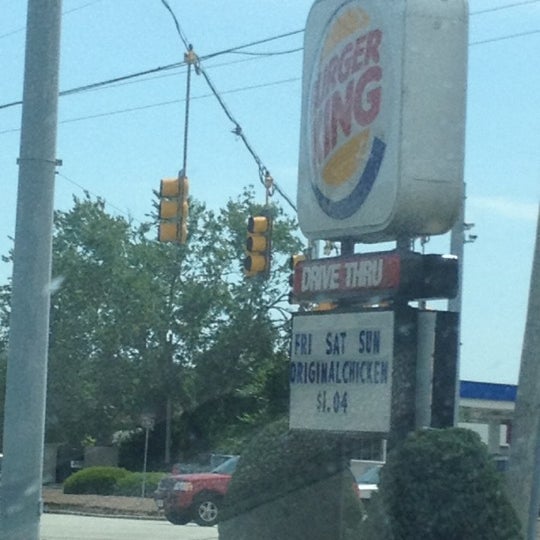 BURGER
KING
DRIVE THRU
FRI SAT SUN
ORIGINALCHICKEN
$1.04